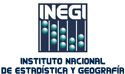 INEGI
INSTITUTO NACIONAL
DE ESTADÍSTICA Y GEOGRAFÍA